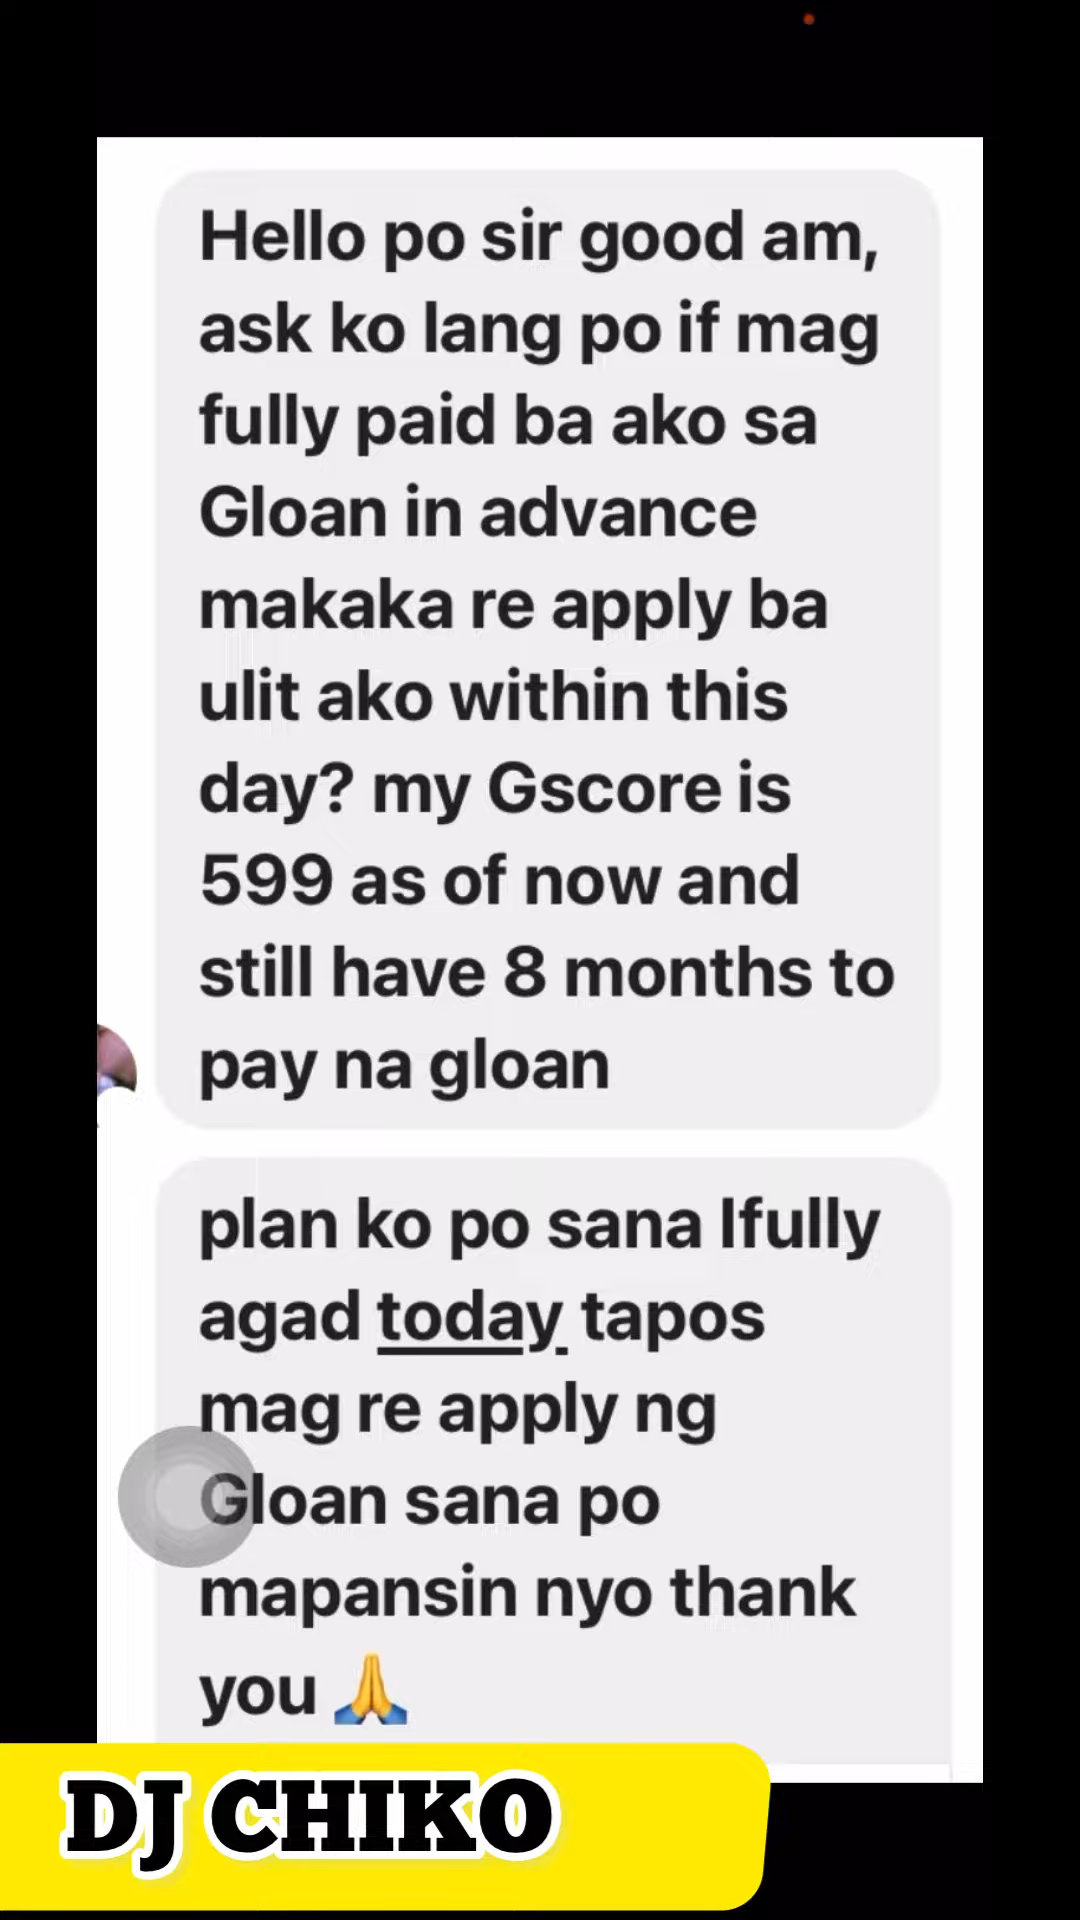 Hello po sir good am,
ask ko lang po if mag
fully paid ba ako sa
Gloan in advance
makaka re apply ba
ulit ako within this
day? my Gscore is
599 as of now and
still have 8 months to
pay na gloan
plan ko po sana Ifully
agad today tapos
mag re apply ng
Gloan sana po
mapansin nyo thank
you 🙏
DJ CHIKO